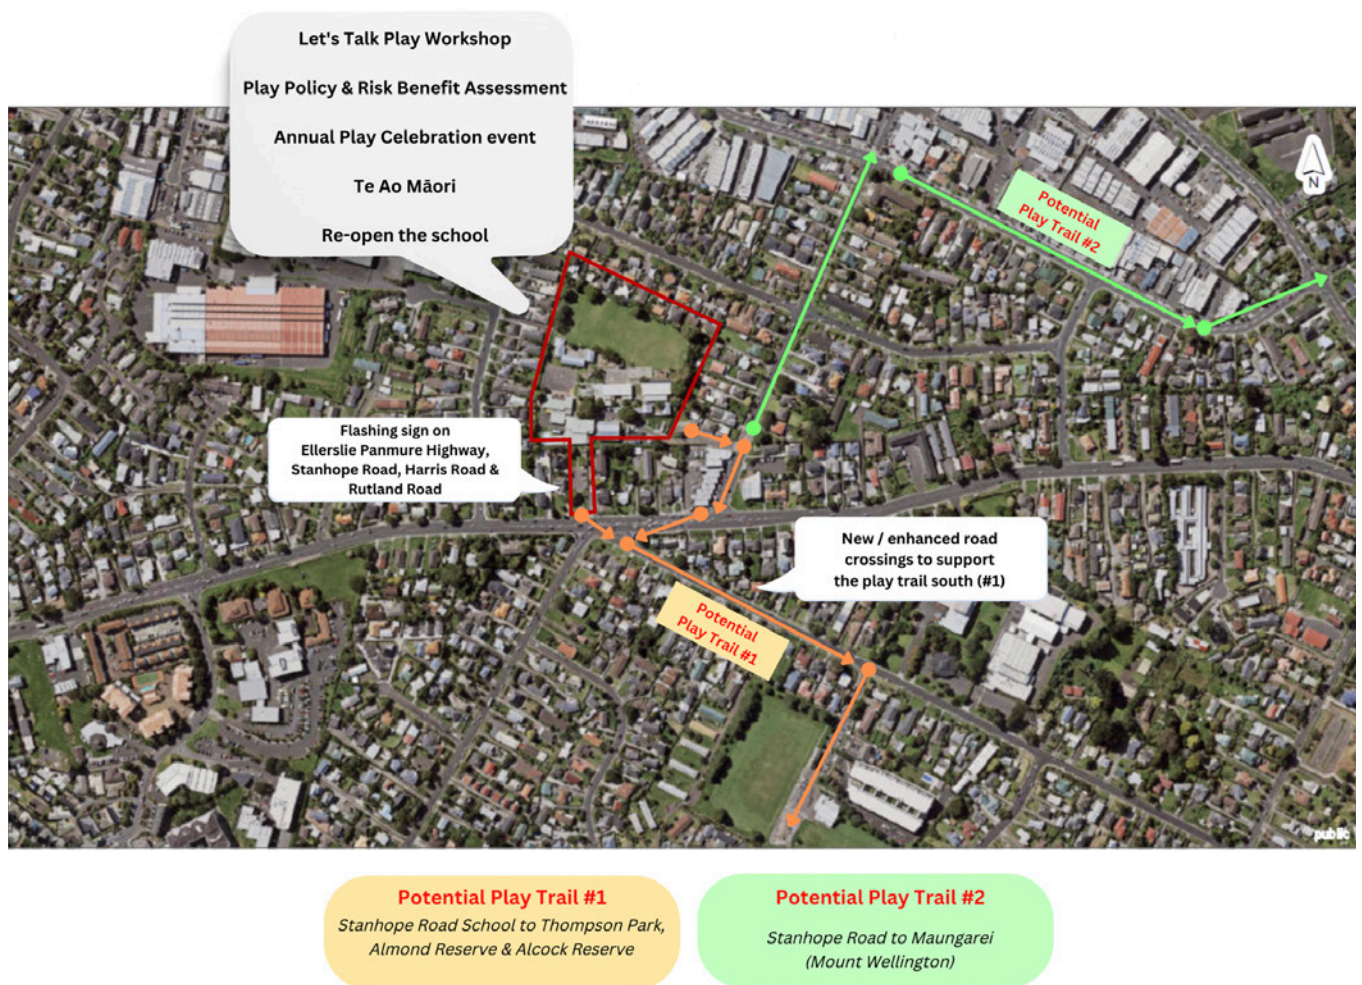 Let's Talk Play Workshop
Play Policy & Risk Benefit Assessment
Annual Play Celebration event
Te Ao Māori
Re-open the school
N
Potential
Play Trail #2
Flashing sign on
Ellerslie Panmure Highway,
Stanhope Road, Harris Road &
Rutland Road
New / enhanced road
crossings to support
the play trail south (#1)
Potential
Play Trail #1
public
Potential Play Trail #1
Stanhope Road School to Thompson Park,
Almond Reserve & Alcock Reserve
Potential Play Trail #2
Stanhope Road to Maungarei
(Mount Wellington)